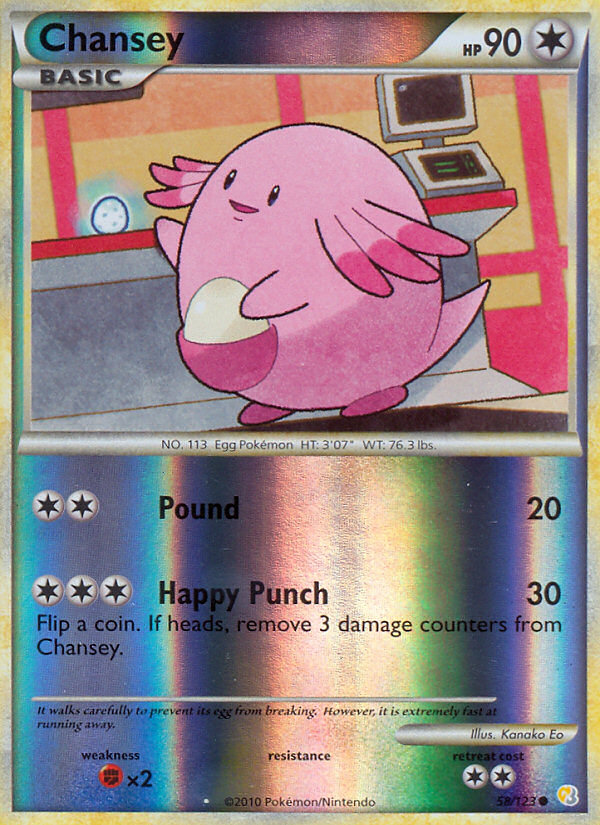 Chansey HP 90
BASIC
NO. 113 Egg Pokémon HT: 3'07" WT: 76.3 lbs.
Pound 20
Happy Punch 30
Flip a coin. If heads, remove 3 damage counters from
Chansey.
It walks carefully to prevent its egg from breaking. However, it is extremely fast at
running away.
Illus. Kanako Eo
weakness resistance retreat cost
×2
©2010 Pokémon/Nintendo 58/123